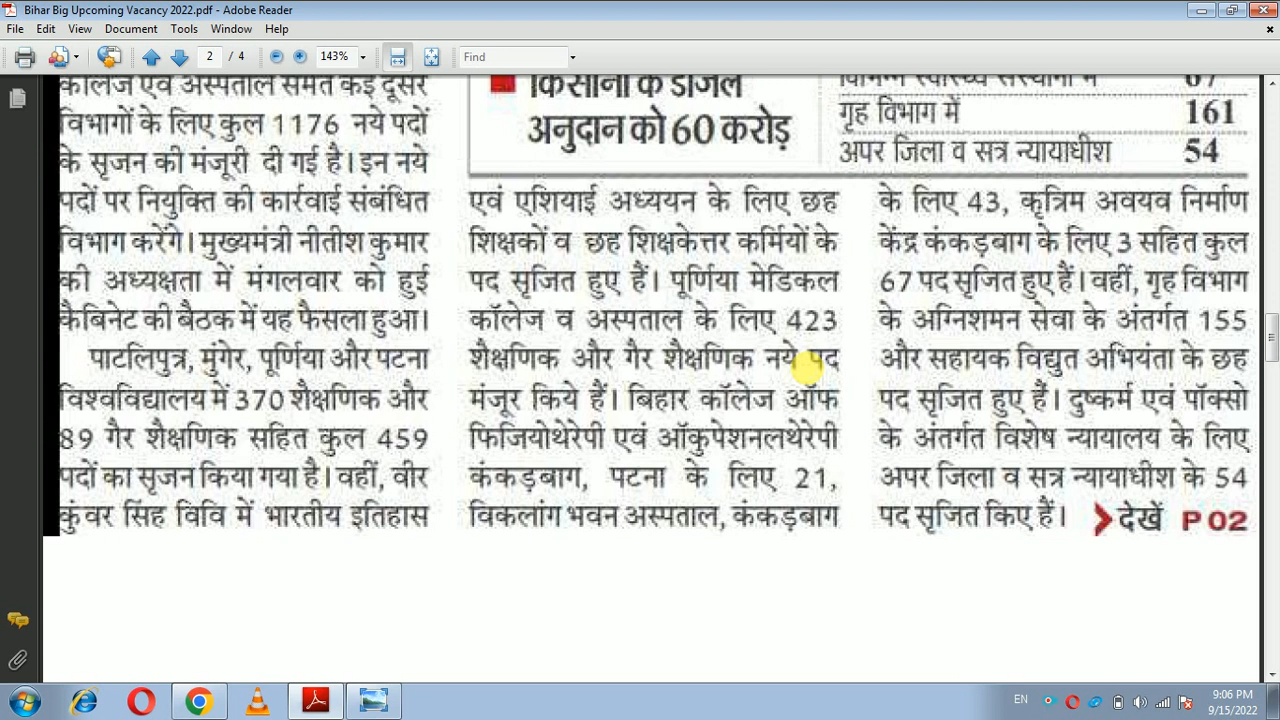 Bihar Big Upcoming Vacancy 2022.pdf - Adobe Reader
File Edit View Document Tools Window Help
2 / 4 143% Find
कॉलेज एवं अस्पताल समेत कई दूसरे
विभागों के लिए कुल 1176 नये पदों
के सृजन की मंजूरी दी गई है। इन नये
पदों पर नियुक्ति की कार्रवाई संबंधित
विभाग करेंगे। मुख्यमंत्री नीतीश कुमार
की अध्यक्षता में मंगलवार को हुई
कैबिनेट की बैठक में यह फैसला हुआ।
पाटलिपुत्र, मुंगेर, पूर्णिया और पटना
विश्वविद्यालय में 370 शैक्षणिक और
89 गैर शैक्षणिक सहित कुल 459
पदों का सृजन किया गया है। वहीं, वीर
कुंवर सिंह विवि में भारतीय इतिहास
किसानों के डीजल
अनुदान को 60 करोड़
विभिन्न स्वास्थ्य संस्थानों में 67
गृह विभाग में 161
अपर जिला व सत्र न्यायाधीश 54
एवं एशियाई अध्ययन के लिए छह
शिक्षकों व छह शिक्षकेत्तर कर्मियों के
पद सृजित हुए हैं। पूर्णिया मेडिकल
कॉलेज व अस्पताल के लिए 423
शैक्षणिक और गैर शैक्षणिक नये पद
मंजूर किये हैं। बिहार कॉलेज ऑफ
फिजियोथेरेपी एवं ऑकुपेशनलथेरेपी
कंकड़बाग, पटना के लिए 21,
विकलांग भवन अस्पताल, कंकड़बाग
के लिए 43, कृत्रिम अवयव निर्माण
केंद्र कंकड़बाग के लिए 3 सहित कुल
67 पद सृजित हुए हैं। वहीं, गृह विभाग
के अग्निशमन सेवा के अंतर्गत 155
और सहायक विद्युत अभियंता के छह
पद सृजित हुए हैं। दुष्कर्म एवं पॉक्सो
के अंतर्गत विशेष न्यायालय के लिए
अपर जिला व सत्र न्यायाधीश के 54
पद सृजित किए हैं। देखें P 02
EN
9:06 PM
9/15/2022